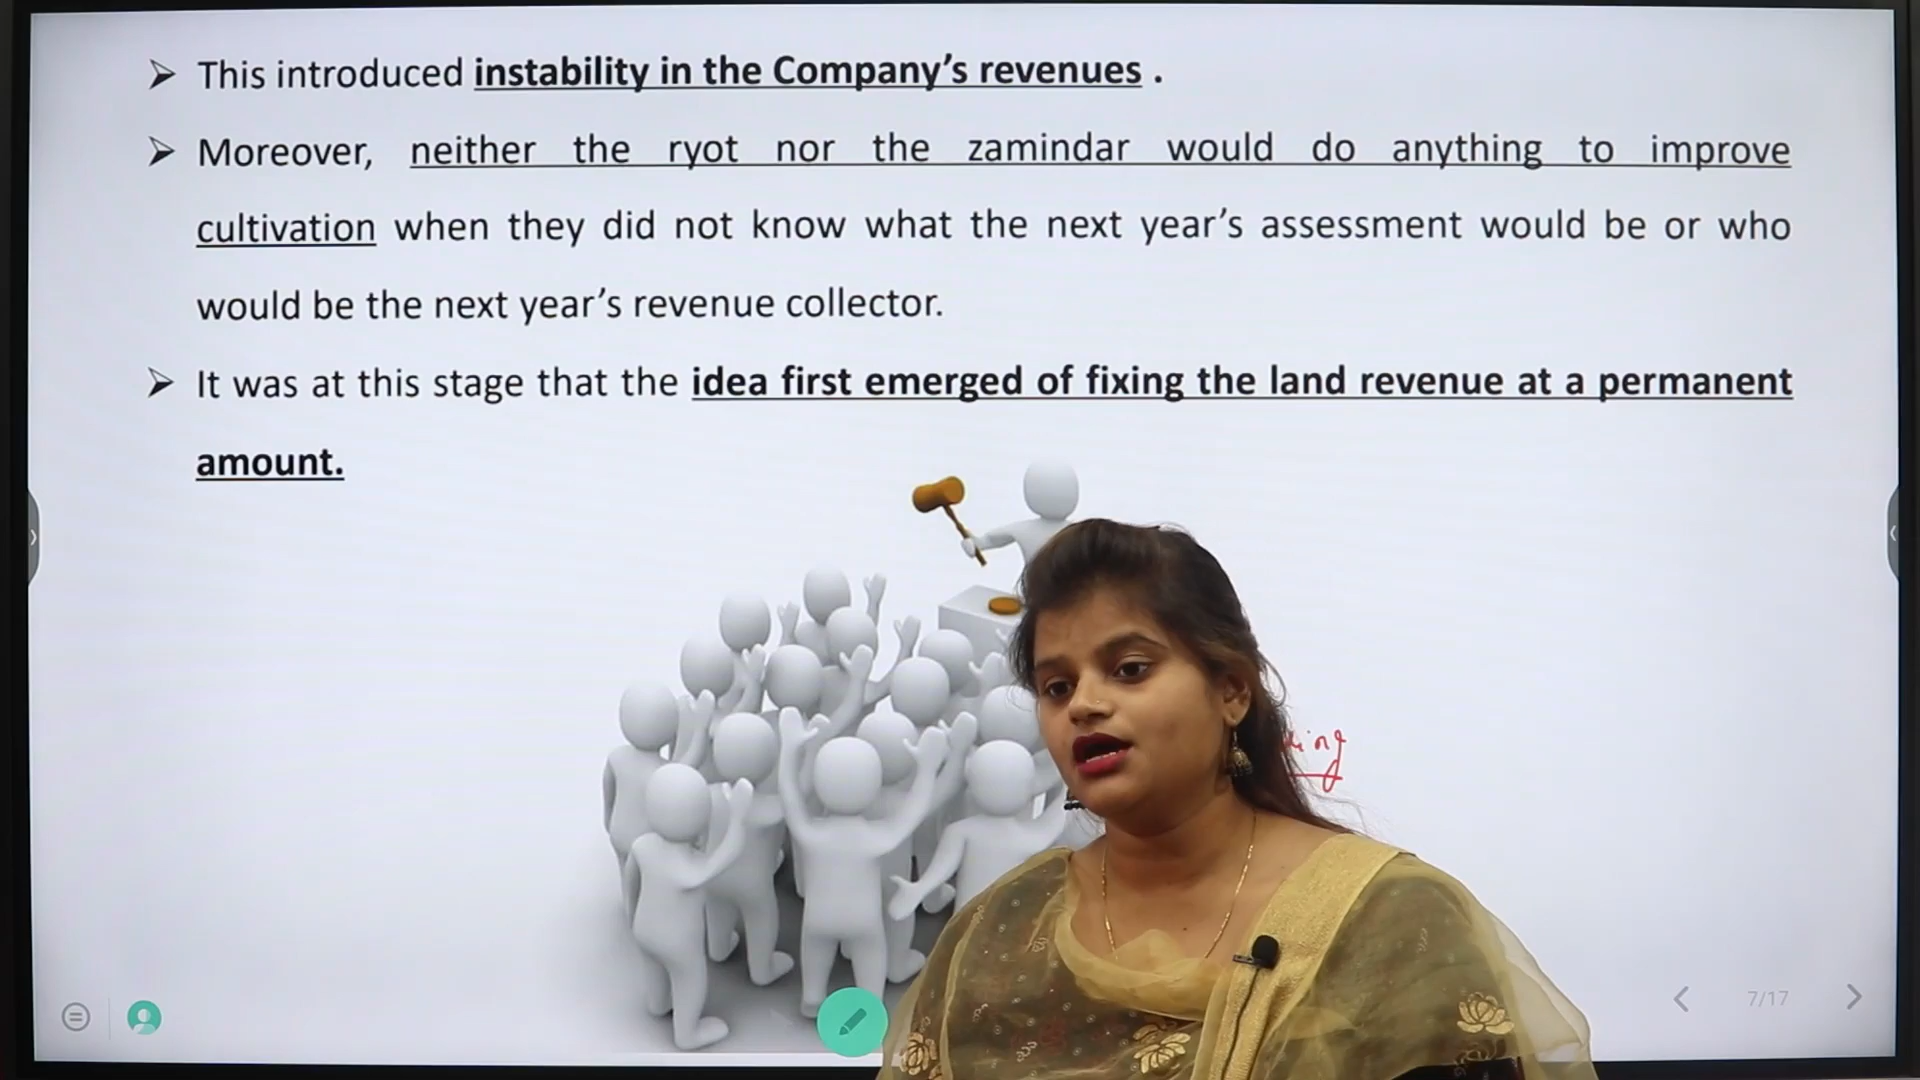 ➢ This introduced instability in the Company’s revenues .
➢ Moreover, neither the ryot nor the zamindar would do anything to improve
cultivation when they did not know what the next year’s assessment would be or who
would be the next year’s revenue collector.
➢ It was at this stage that the idea first emerged of fixing the land revenue at a permanent
amount.
7/17